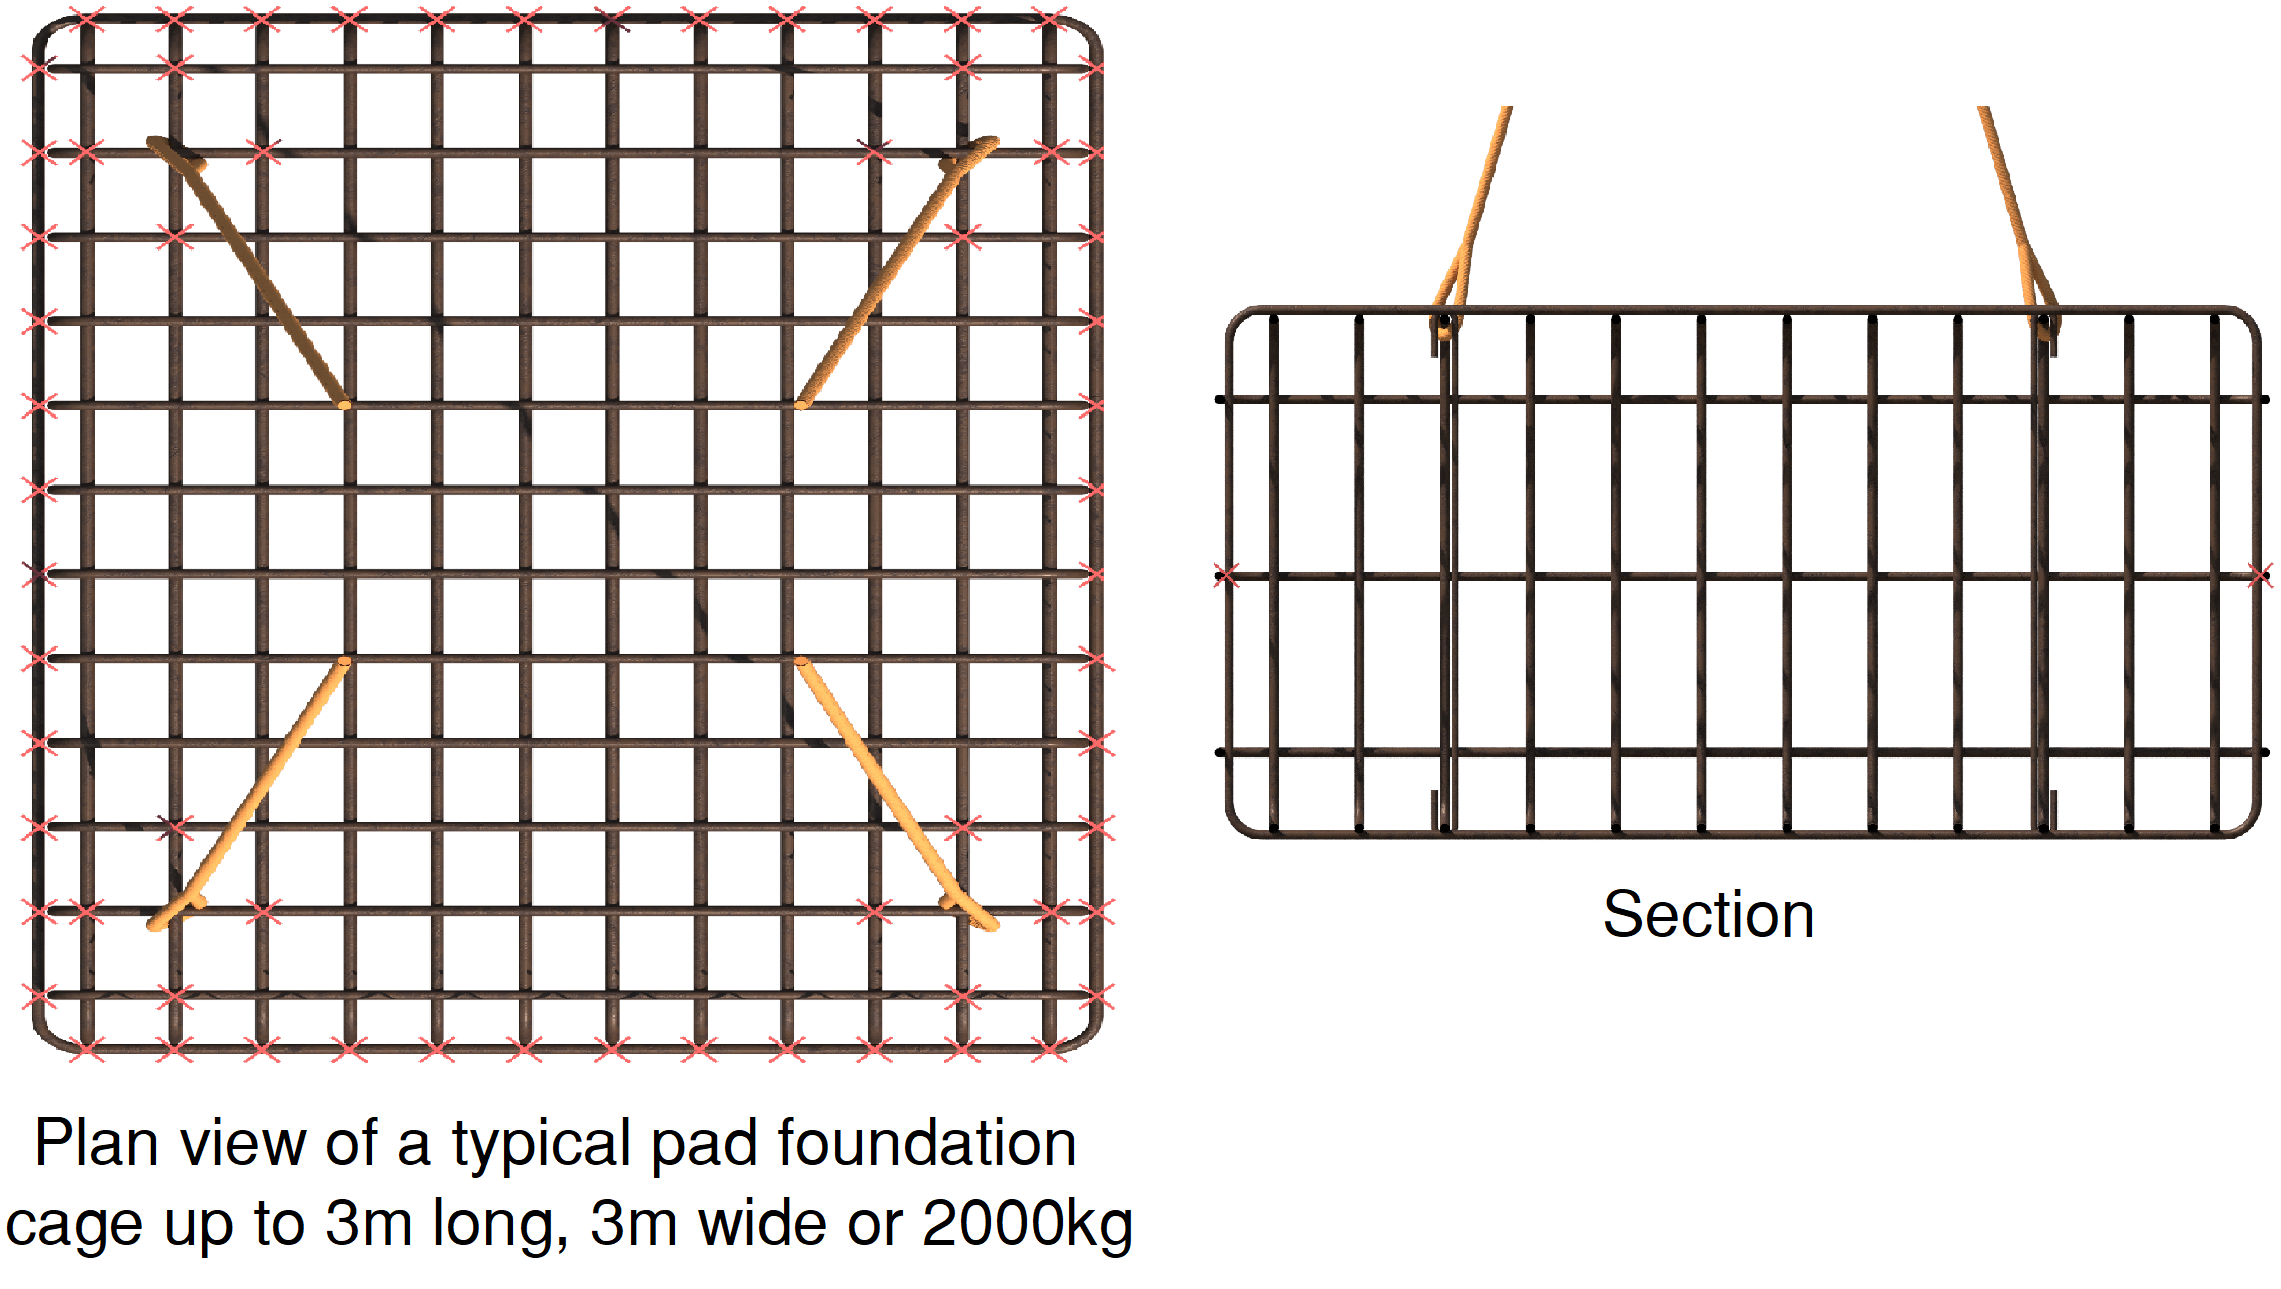 Section
Plan view of a typical pad foundation
cage up to 3m long, 3m wide or 2000kg